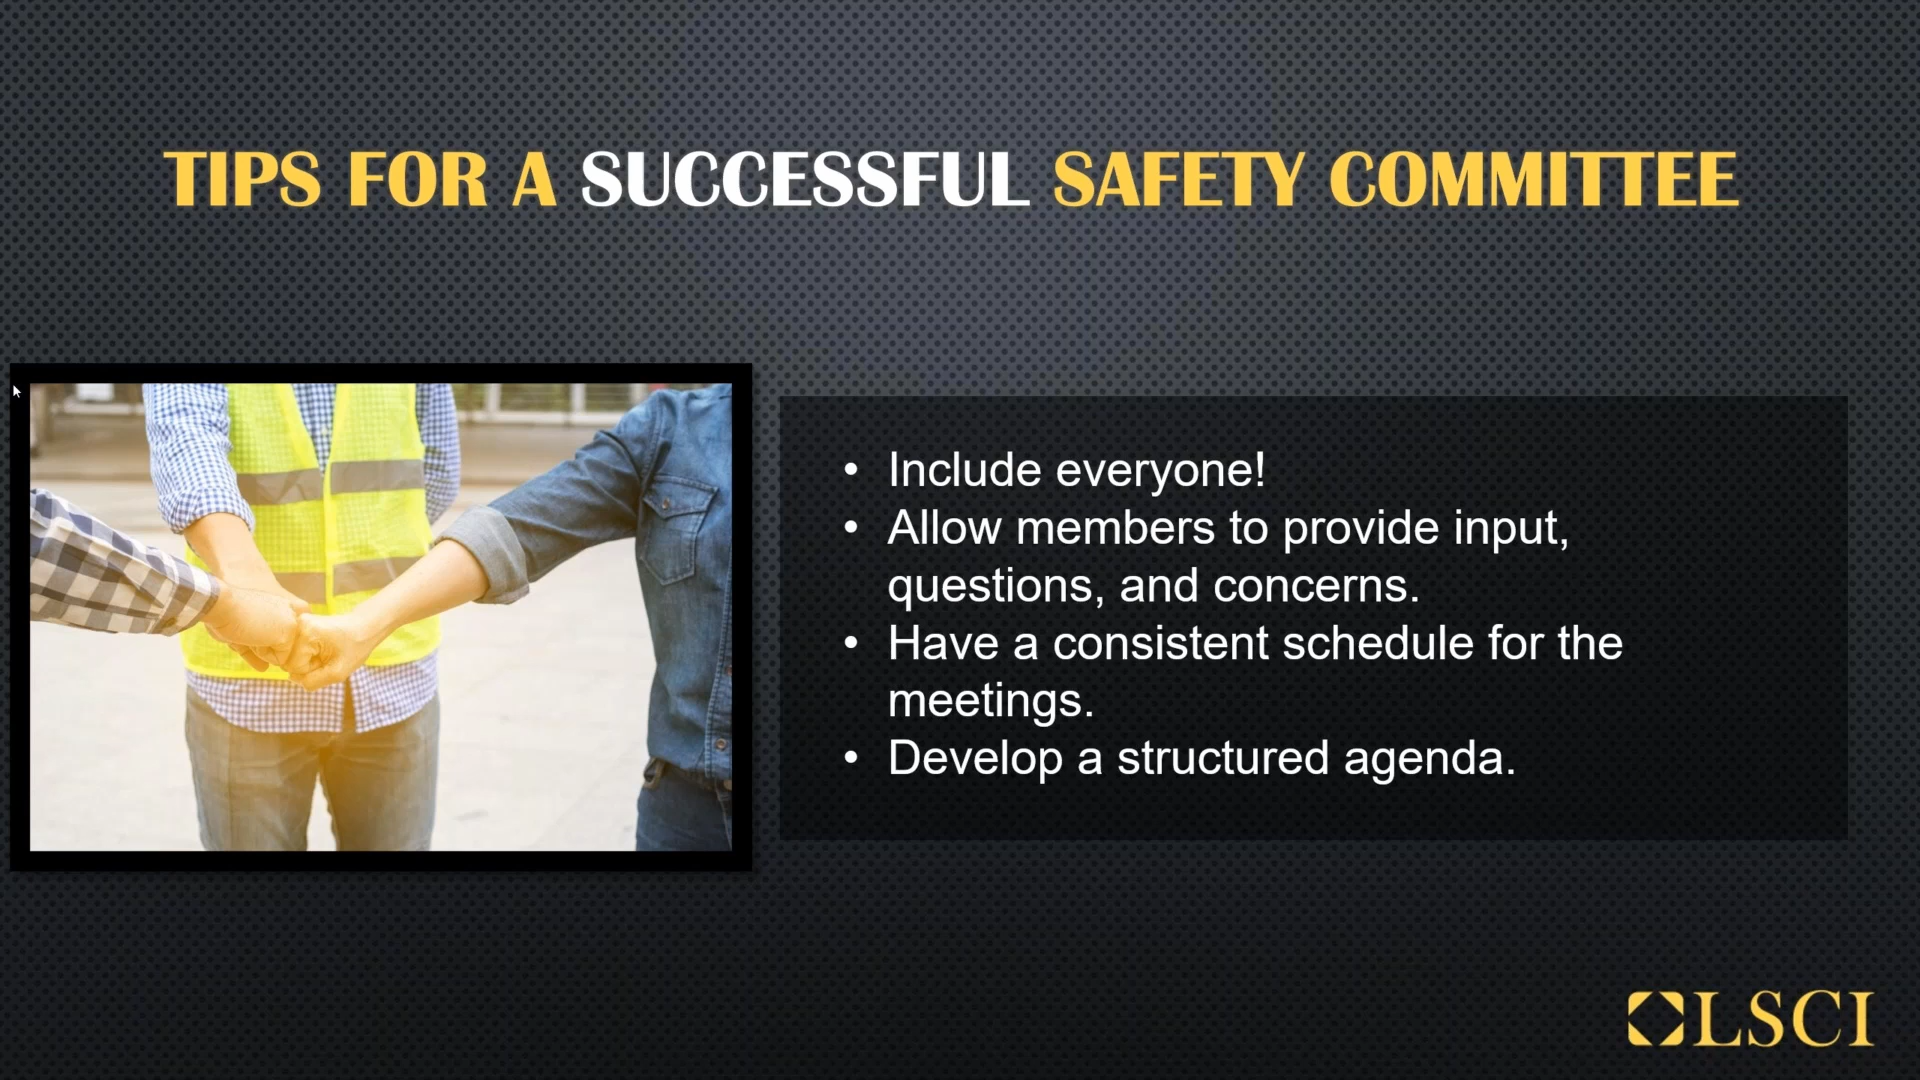 TIPS FOR A SUCCESSFUL SAFETY COMMITTEE
• Include everyone!
• Allow members to provide input,
questions, and concerns.
• Have a consistent schedule for the
meetings.
• Develop a structured agenda.
LSCI